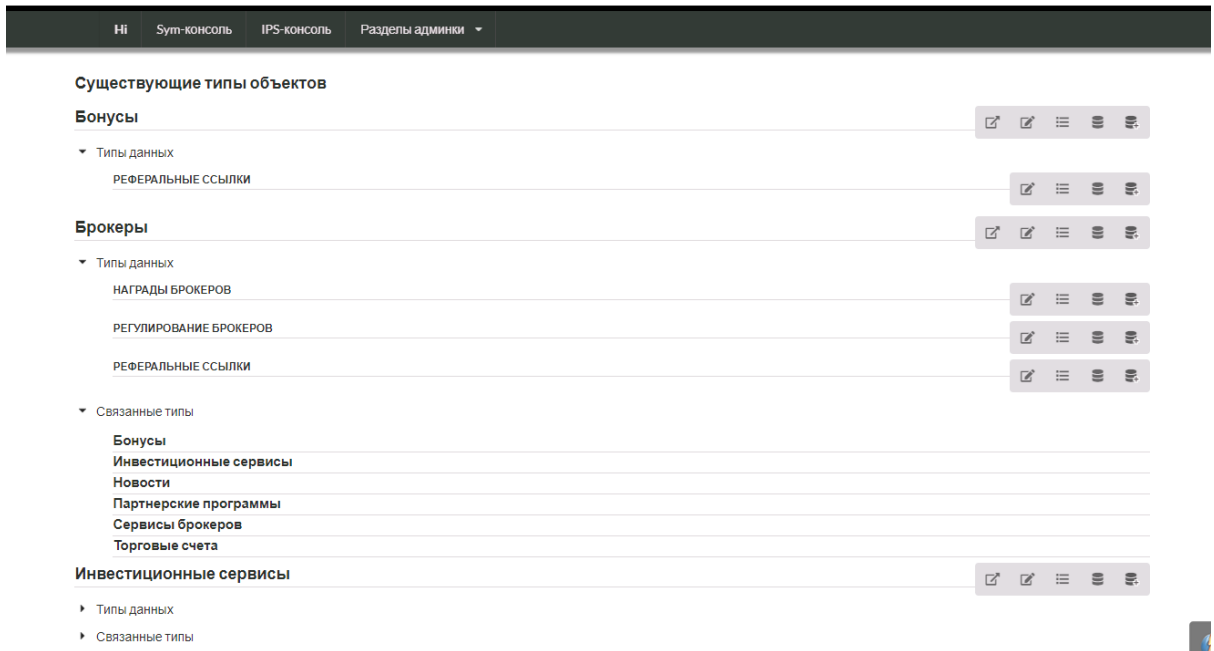 Hi Sym-консоль IPS-консоль Разделы админки
Существующие типы объектов
Бонусы
Типы данных
РЕФЕРАЛЬНЫЕ ССЫЛКИ
Брокеры
Типы данных
НАГРАДЫ БРОКЕРОВ
РЕГУЛИРОВАНИЕ БРОКЕРОВ
РЕФЕРАЛЬНЫЕ ССЫЛКИ
Связанные типы
Бонусы
Инвестиционные сервисы
Новости
Партнерские программы
Сервисы брокеров
Торговые счета
Инвестиционные сервисы
Типы данных
Связанные типы